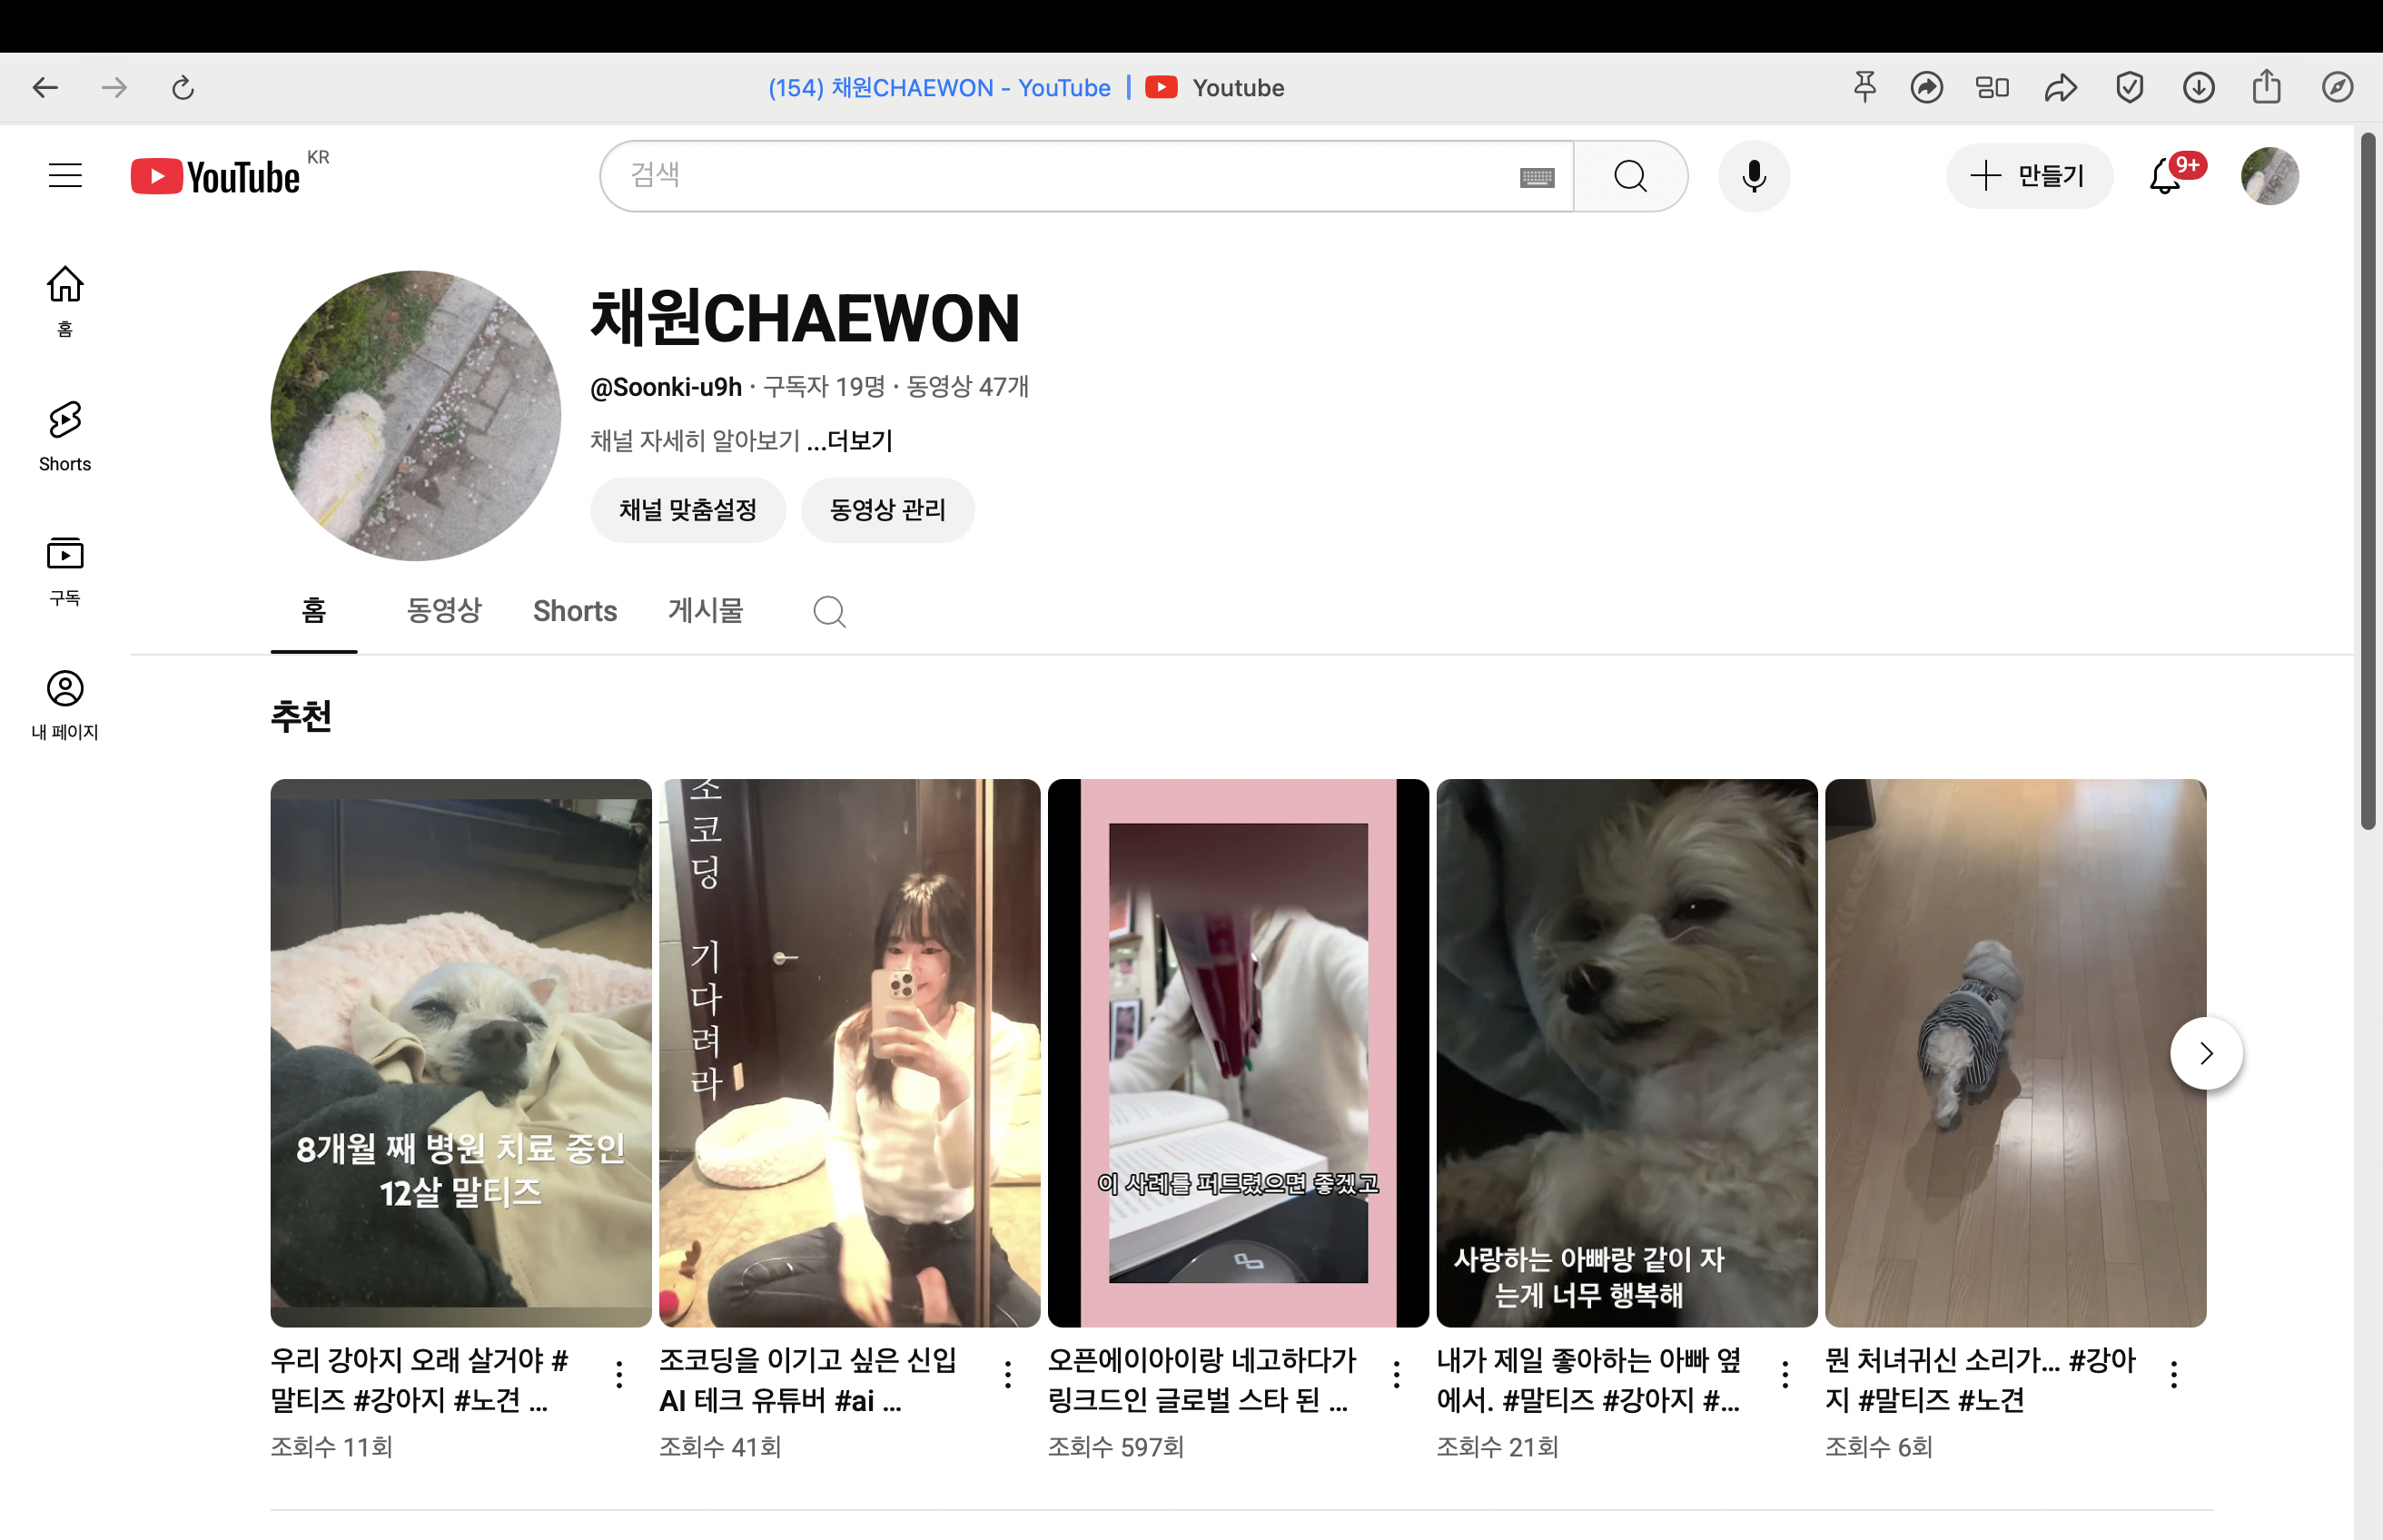 (154) 채원CHAEWON - YouTube | Youtube
YouTube KR
검색
만들기
9+
홈
Shorts
구독
내 페이지
채원CHAEWON
@Soonki-u9h · 구독자 19명 · 동영상 47개
채널 자세히 알아보기 ...더보기
채널 맞춤설정
동영상 관리
홈
동영상
Shorts
게시물
추천
8개월 째 병원 치료 중인
12살 말티즈
우리 강아지 오래 살거야 #
말티즈 #강아지 #노견 ...
조회수 11회
조코딩 기다려라
조코딩을 이기고 싶은 신입
AI 테크 유튜버 #ai ...
조회수 41회
이 사례를 퍼트렸으면 좋겠고
오픈에이아이랑 네고하다가
링크드인 글로벌 스타 된 ...
조회수 597회
사랑하는 아빠랑 같이 자
는게 너무 행복해
내가 제일 좋아하는 아빠 옆
에서. #말티즈 #강아지 #...
조회수 21회
뭔 처녀귀신 소리가... #강아
지 #말티즈 #노견
조회수 6회